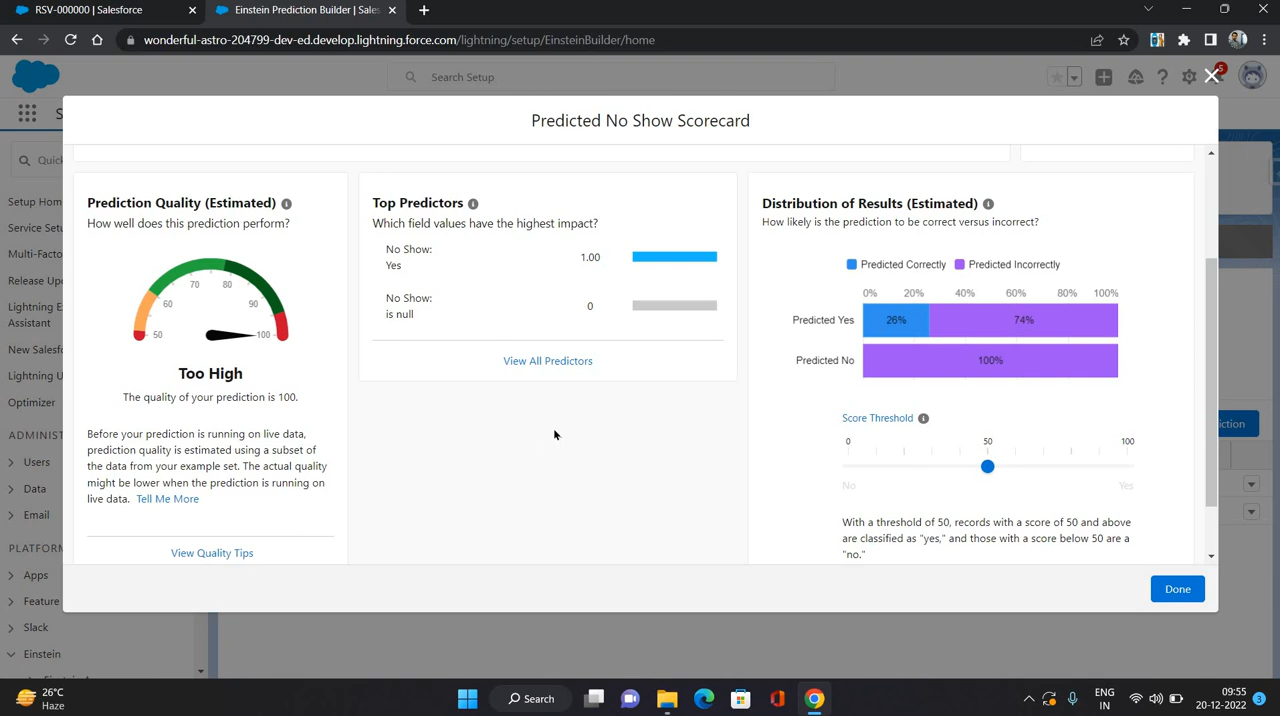 RSV-000000 | Salesforce
Einstein Prediction Builder | Sales
wonderful-astro-204799-dev-ed.develop.lightning.force.com/lightning/setup/EinsteinBuilder/home
Search Setup
5
S
Predicted No Show Scorecard
Quic
Setup Hom
Service Setu
Multi-Facto
Release Upd
Lightning Ex
Assistant
New Salesfo
Lightning U
Optimizer
ADMINIST
Users
Data
Email
PLATFORM
Apps
Feature
Slack
Einstein
Prediction Quality (Estimated)
How well does this prediction perform?
50
60
70
80
90
100
Too High
The quality of your prediction is 100.
Before your prediction is running on live data,
prediction quality is estimated using a subset of
the data from your example set. The actual quality
might be lower when the prediction is running on
live data. Tell Me More
View Quality Tips
Top Predictors
Which field values have the highest impact?
No Show:
Yes
1.00
No Show:
is null
0
View All Predictors
Distribution of Results (Estimated)
How likely is the prediction to be correct versus incorrect?
Predicted Correctly Predicted Incorrectly
0% 20% 40% 60% 80% 100%
Predicted Yes 26% 74%
Predicted No 100%
Score Threshold
0 50 100
No Yes
With a threshold of 50, records with a score of 50 and above
are classified as "yes," and those with a score below 50 are a
"no."
ction
Done
26°C
Haze
Search
ENG
IN
09:55
20-12-2022
3